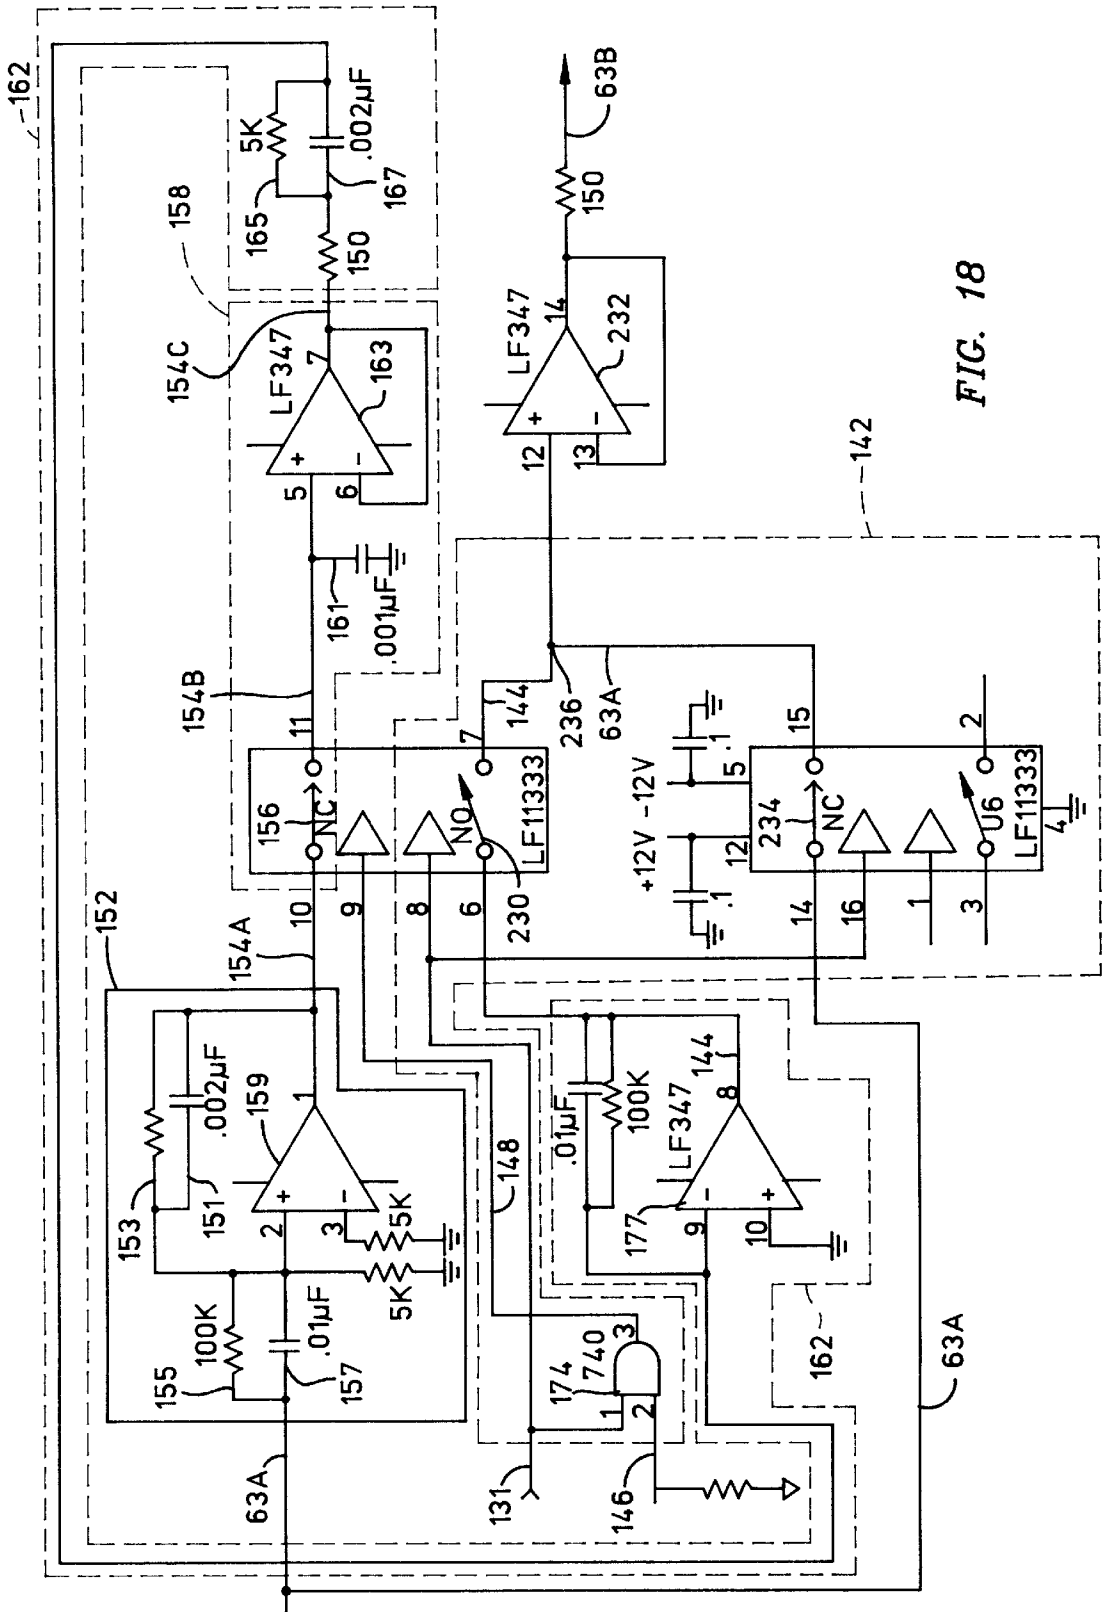 162
158
165
5K
.002µF
167
150
154C
LF347
7
163
5
+
6
-
154B
161
.001µF
11
156
NC
10
9
154A
152
153
151
.002µF
159
1
2
+
3
-
5K
5K
155
100K
.01µF
157
63A
63B
150
LF347
14
232
12
+
13
-
142
7
144
236
63A
8
NO
6
LF11333
230
+12V
-12V
.1
.1
12
5
15
234
NC
14
16
1
3
2
U6
LF11333
4
148
.01µF
100K
LF347
8
144
177
9
-
10
+
3
740
174
1
2
131
146
162
63A
FIG. 18